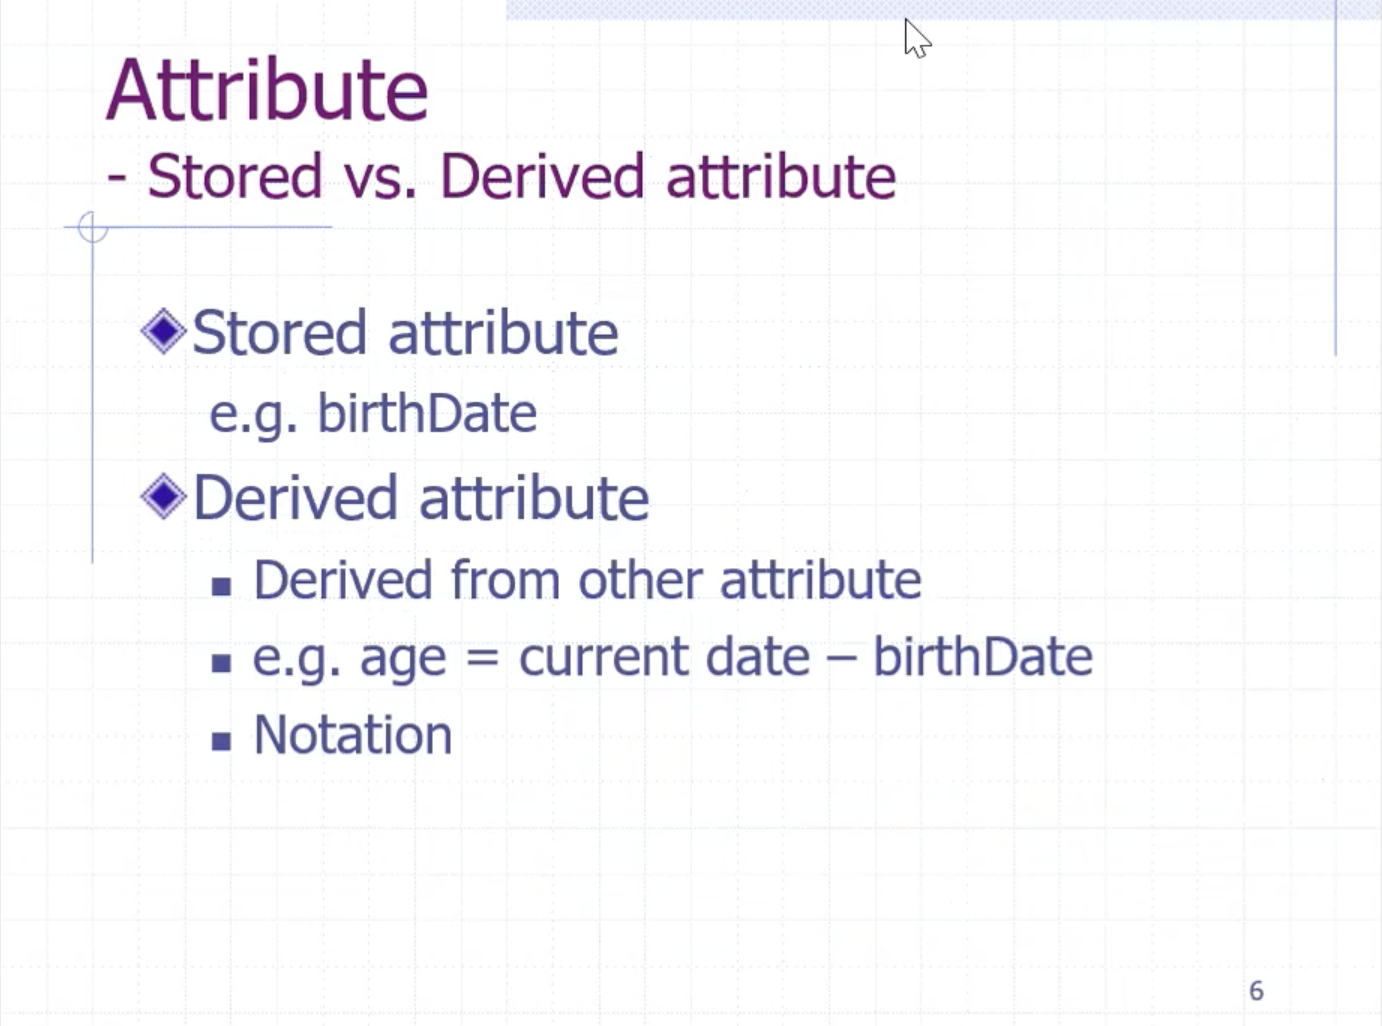 Attribute
- Stored vs. Derived attribute
Stored attribute
e.g. birthDate
Derived attribute
Derived from other attribute
e.g. age = current date – birthDate
Notation
6